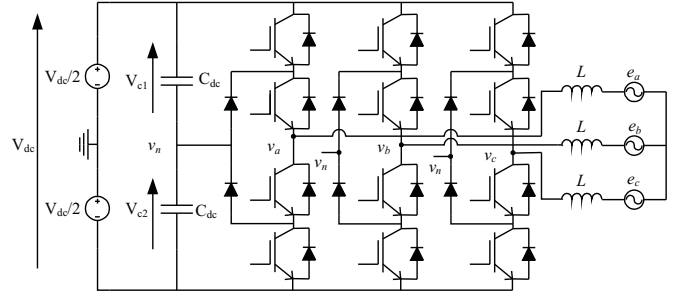 V_dc
V_dc/2
V_dc/2
V_c1
V_c2
C_dc
C_dc
v_n
v_a
v_n
v_b
v_n
v_c
L
e_a
L
e_b
L
e_c